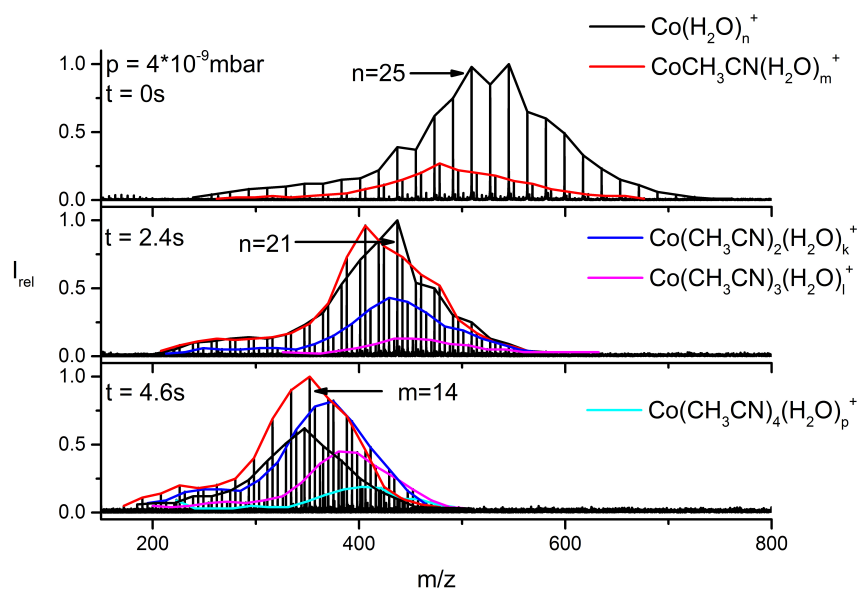 Co(H₂O)ₙ⁺
CoCH₃CN(H₂O)ₘ⁺
1.0
p = 4*10⁻⁹mbar
t = 0s
n=25
0.5
0.0
1.0
t = 2.4s
n=21
Co(CH₃CN)₂(H₂O)ₖ⁺
Co(CH₃CN)₃(H₂O)ₗ⁺
0.5
0.0
I_rel
1.0
t = 4.6s
m=14
Co(CH₃CN)₄(H₂O)ₚ⁺
0.5
0.0
200 400 600 800
m/z